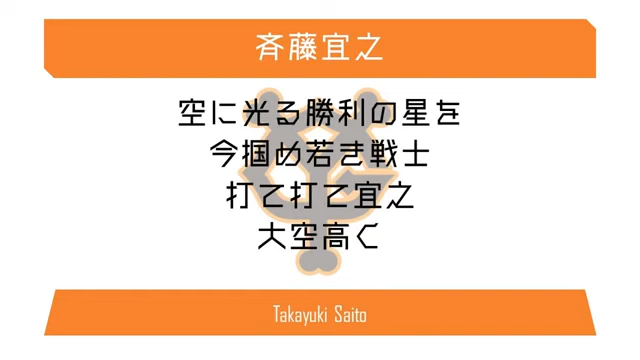 斉藤宜之
空に光る勝利の星を
今掴め若き戦士
打て打て宜之
大空高く
Takayuki Saito